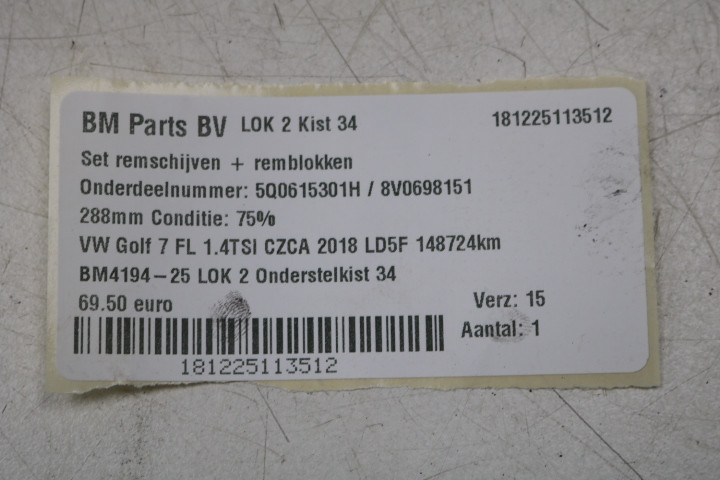 BM Parts BV LOK 2 Kist 34 181225113512
Set remschijven + remblokken
Onderdeelnummer: 5Q0615301H / 8V0698151
288mm Conditie: 75%
VW Golf 7 FL 1.4TSI CZCA 2018 LD5F 148724km
BM4194-25 LOK 2 Onderstelkist 34
69.50 euro Verz: 15
Aantal: 1
181225113512